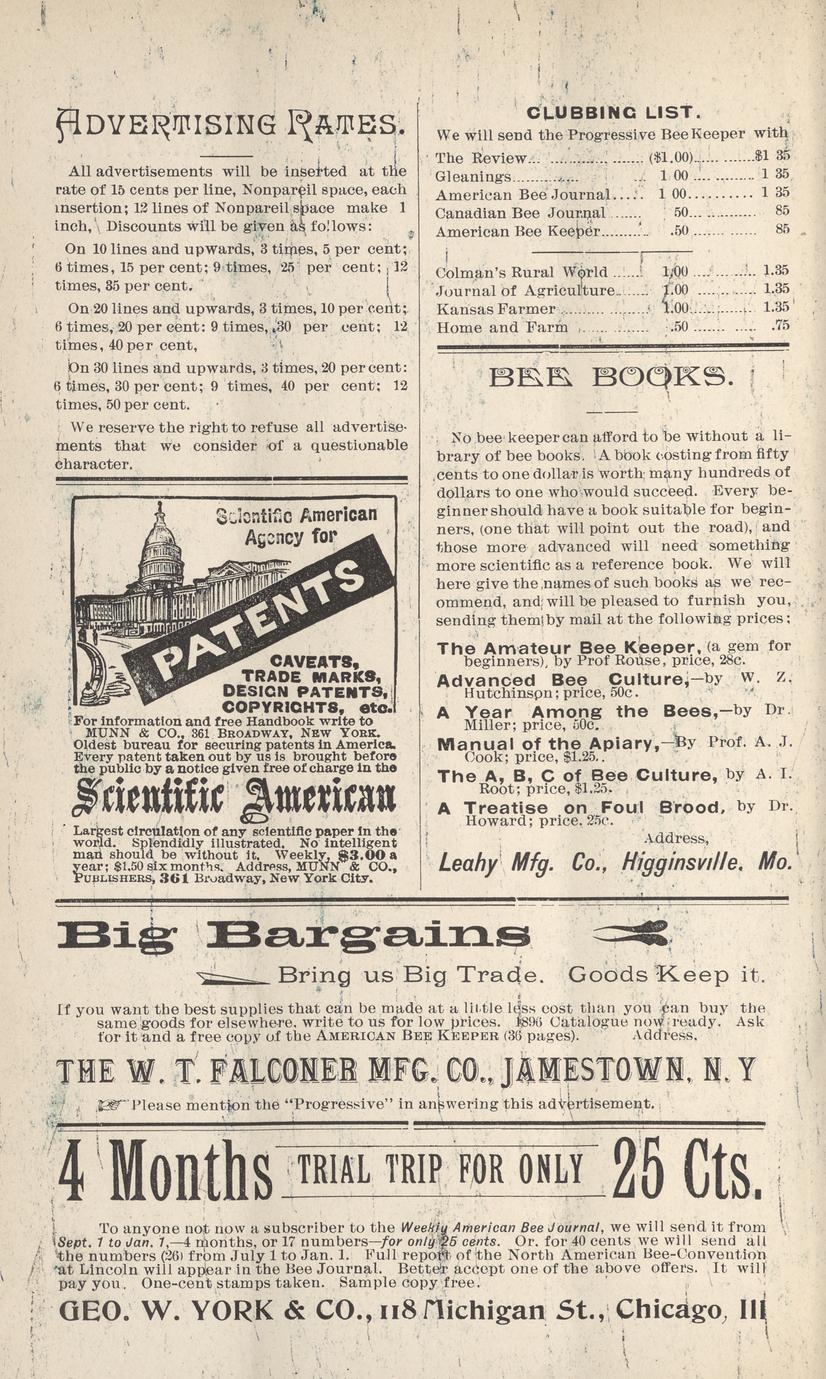 ADVERTISING RATES.
All advertisements will be inserted at the
rate of 15 cents per line, Nonpareil space, each
insertion; 12 lines of Nonpareil space make 1
inch, Discounts will be given as follows:
On 10 lines and upwards, 3 times, 5 per cent;
6 times, 15 per cent; 9 times, 25 per cent; 12
times, 35 per cent.
On 20 lines and upwards, 3 times, 10 per cent;
6 times, 20 per cent: 9 times, 30 per cent; 12
times, 40 per cent,
On 30 lines and upwards, 3 times, 20 per cent:
6 times, 30 per cent; 9 times, 40 per cent; 12
times, 50 per cent.
We reserve the right to refuse all advertise-
ments that we consider of a questionable
character.
Scientific American
Agency for
PATENTS
CAVEATS,
TRADE MARKS,
DESIGN PATENTS,
COPYRIGHTS, etc.
For information and free Handbook write to
MUNN & CO., 361 BROADWAY, NEW YORK.
Oldest bureau for securing patents in America.
Every patent taken out by us is brought before
the public by a notice given free of charge in the
Scientific American
Largest circulation of any scientific paper in the
world. Splendidly illustrated. No intelligent
man should be without it. Weekly, $3.00 a
year; $1.50 six months. Address, MUNN & CO.,
PUBLISHERS, 361 Broadway, New York City.
CLUBBING LIST.
We will send the Progressive Bee Keeper with
The Review... ................ ($1.00)........... $1 35
Gleanings............ 1 00 ............ 1 35
American Bee Journal..... 1 00.......... 1 35
Canadian Bee Journal ...... 50... .......... 85
American Bee Keeper......... .50 ...... ...... 85
Colman's Rural World ...... 1.00 ............ 1.35
Journal of Agriculture...... 1.00 ............ 1.35
Kansas Farmer ................ 1.00............ 1.35
Home and Farm ............ .50 ...... ..... .75
BEE BOOKS.
No bee keeper can afford to be without a li-
brary of bee books. A book costing from fifty
cents to one dollar is worth many hundreds of
dollars to one who would succeed. Every be-
ginner should have a book suitable for begin-
ners, (one that will point out the road), and
those more advanced will need something
more scientific as a reference book. We will
here give the names of such books as we rec-
ommend, and will be pleased to furnish you,
sending them by mail at the following prices;
The Amateur Bee Keeper, (a gem for
beginners), by Prof Rouse, price, 28c.
Advanced Bee Culture,—by W. Z.
Hutchinson; price, 50c.
A Year Among the Bees,—by Dr.
Miller; price, 50c.
Manual of the Apiary,—By Prof. A. J.
Cook; price, $1.25.
The A, B, C of Bee Culture, by A. I.
Root; price, $1.25.
A Treatise on Foul Brood, by Dr.
Howard; price, 25c.
Address,
Leahy Mfg. Co., Higginsville, Mo.
Big Bargains
Bring us Big Trade. Goods Keep it.
If you want the best supplies that can be made at a little less cost than you can buy the
same goods for elsewhere, write to us for low prices. 1896 Catalogue now ready. Ask
for it and a free copy of the AMERICAN BEE KEEPER (36 pages). Address,
THE W. T. FALCONER MFG. CO., JAMESTOWN, N. Y
☞ Please mention the "Progressive" in answering this advertisement.
4 Months TRIAL TRIP FOR ONLY 25 Cts.
To anyone not now a subscriber to the Weekly American Bee Journal, we will send it from
Sept. 1 to Jan. 1,—4 months, or 17 numbers—for only 25 cents. Or. for 40 cents we will send all
the numbers (26) from July 1 to Jan. 1. Full report of the North American Bee-Convention
at Lincoln will appear in the Bee Journal. Better accept one of the above offers. It will
pay you. One-cent stamps taken. Sample copy free.
GEO. W. YORK & CO., 118 Michigan St., Chicago, Ill